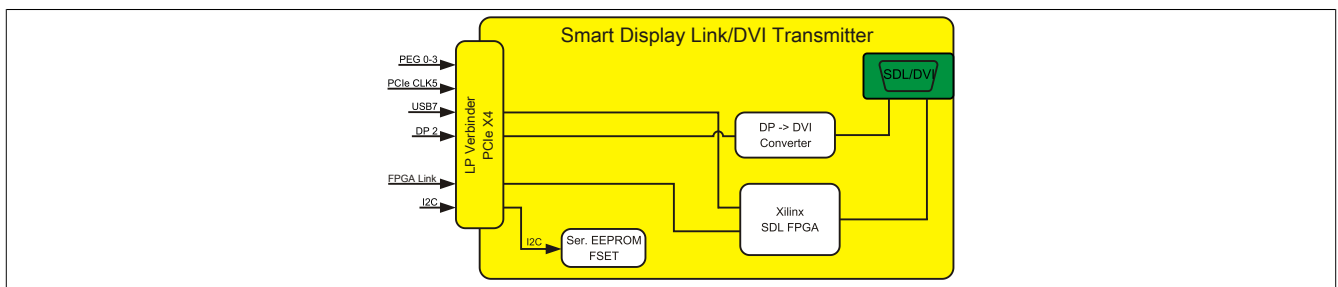 Smart Display Link/DVI Transmitter
PEG 0-3
PCIe CLK5
USB7
DP 2
FPGA Link
I2C
LP Verbinder
PCIe X4
SDL/DVI
DP -> DVI
Converter
Xilinx
SDL FPGA
I2C
Ser. EEPROM
FSET